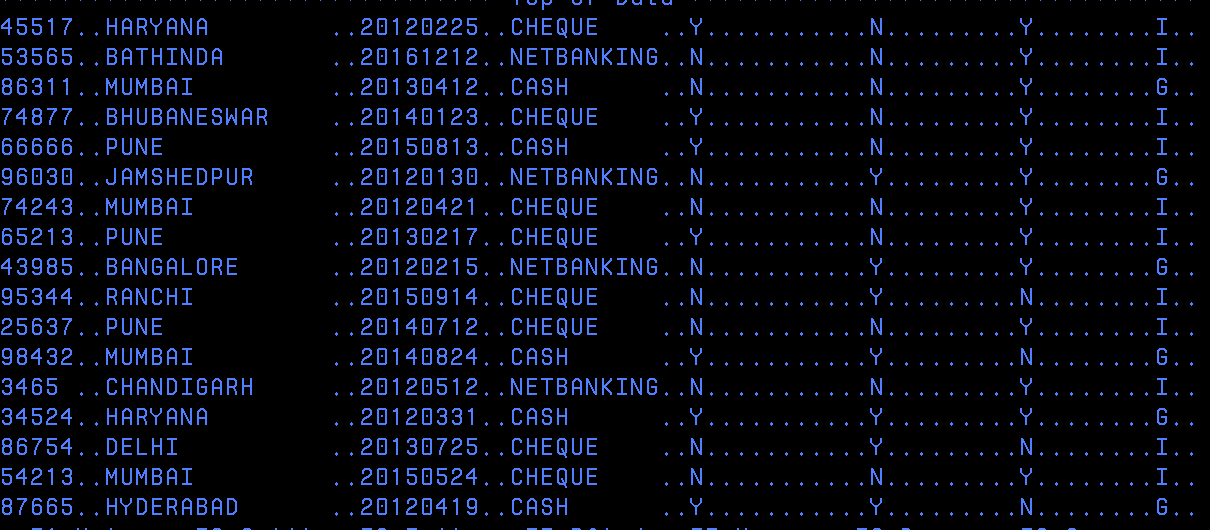 Top of Data
45517..HARYANA ..20120225..CHEQUE ..Y...........N.........Y........I..
53565..BATHINDA ..20161212..NETBANKING..N...........N.........Y........I..
86311..MUMBAI ..20130412..CASH ..N...........N.........Y........G..
74877..BHUBANESWAR ..20140123..CHEQUE ..Y...........N.........Y........I..
66666..PUNE ..20150813..CASH ..Y...........N.........Y........I..
96030..JAMSHEDPUR ..20120130..NETBANKING..N...........Y.........Y........G..
74243..MUMBAI ..20120421..CHEQUE ..N...........N.........Y........I..
65213..PUNE ..20130217..CHEQUE ..Y...........N.........Y........I..
43985..BANGALORE ..20120215..NETBANKING..N...........Y.........Y........G..
95344..RANCHI ..20150914..CHEQUE ..N...........Y.........N........I..
25637..PUNE ..20140712..CHEQUE ..N...........N.........Y........I..
98432..MUMBAI ..20140824..CASH ..Y...........Y.........N........G..
3465 ..CHANDIGARH ..20120512..NETBANKING..N...........N.........Y........I..
34524..HARYANA ..20120331..CASH ..Y...........Y.........Y........G..
86754..DELHI ..20130725..CHEQUE ..N...........Y.........N........I..
54213..MUMBAI ..20150524..CHEQUE ..N...........N.........Y........I..
87665..HYDERABAD ..20120419..CASH ..Y...........Y.........N........G..